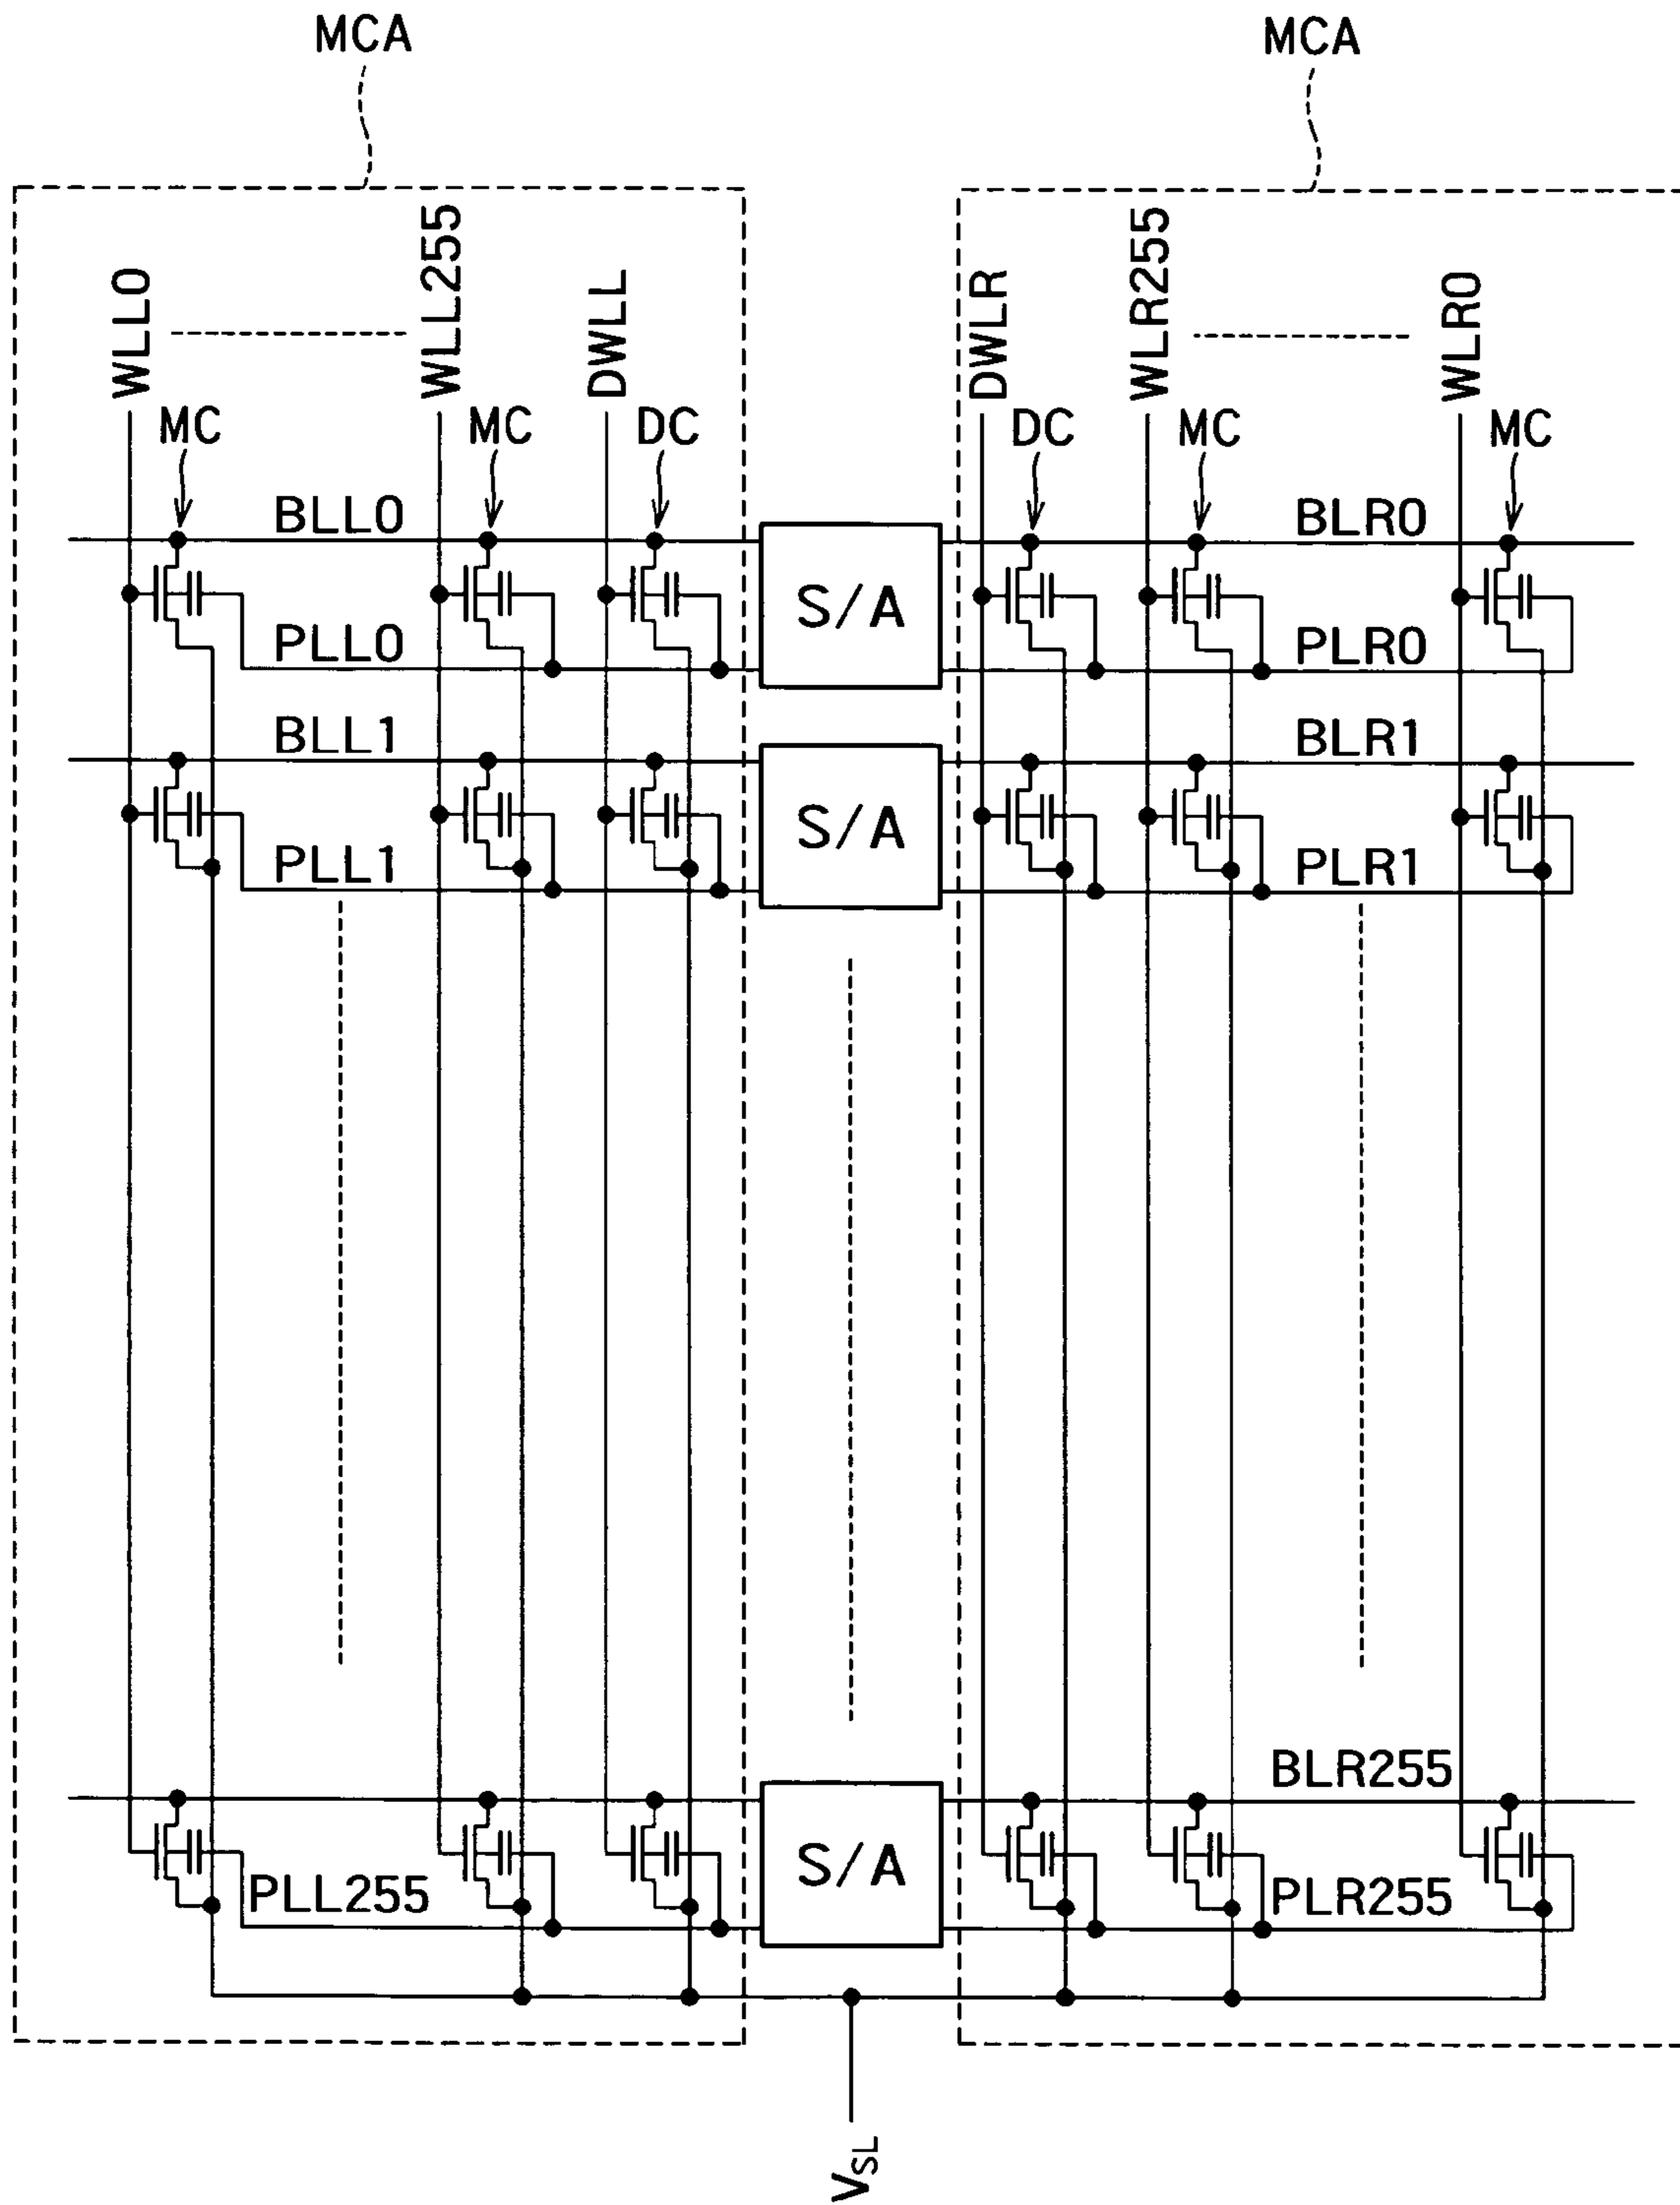 MCA MCA
WLL0 WLL255 DWLL DWLR WLR255 WLR0
MC MC DC DC MC MC
BLL0 BLR0
S/A
PLL0 PLR0
BLL1 BLR1
S/A
PLL1 PLR1
BLR255
S/A
PLL255 PLR255
VSL